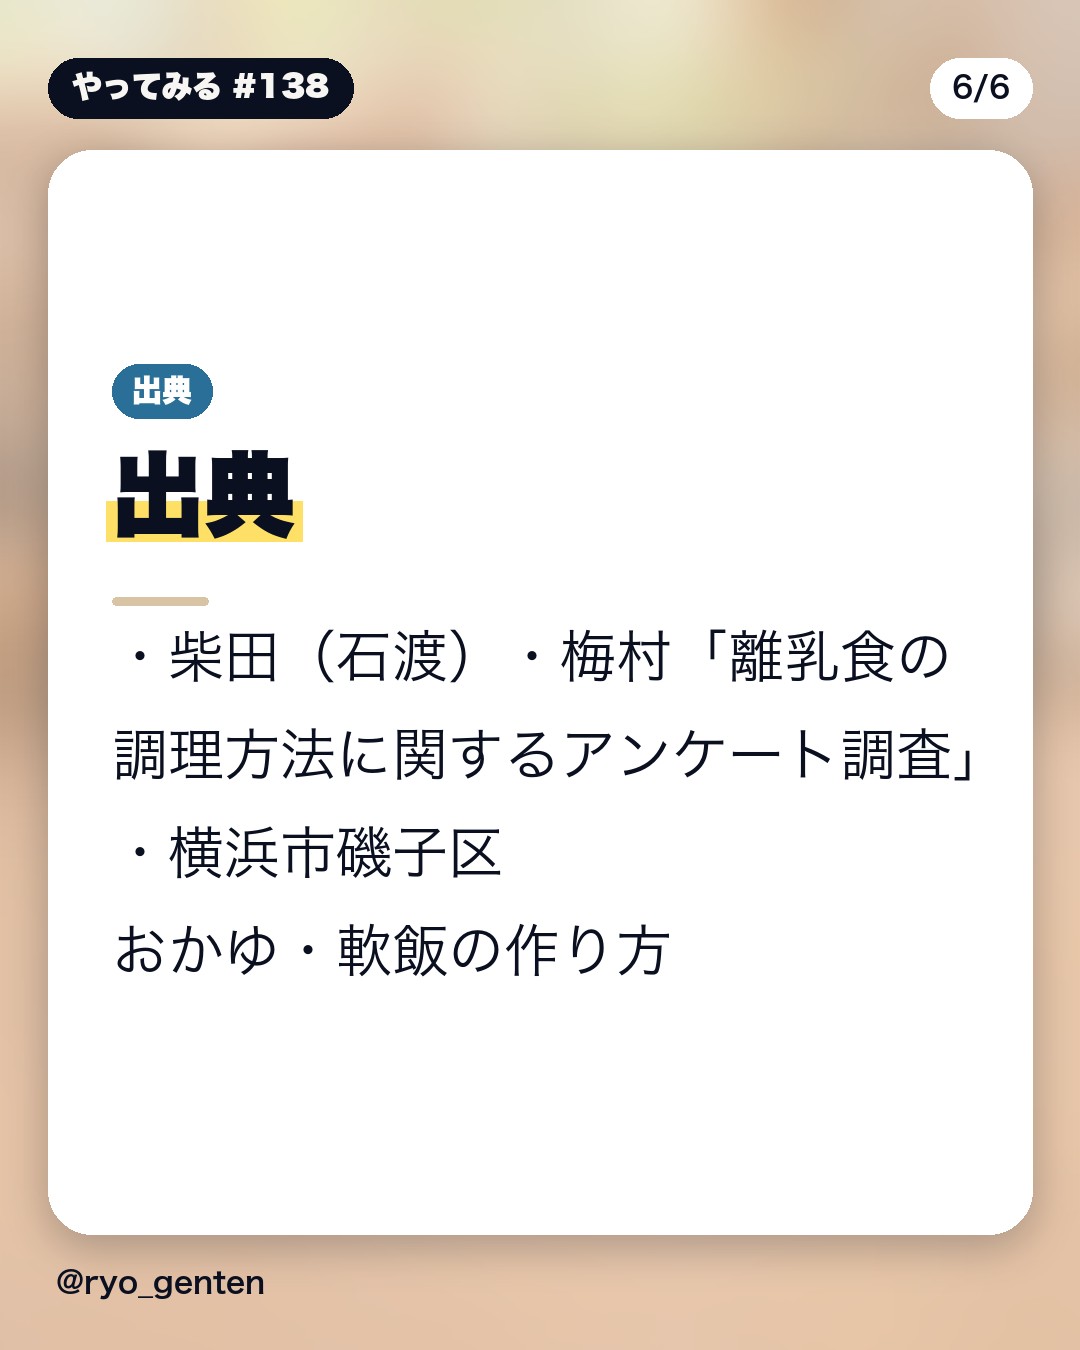 やってみる #138
6/6
出典
出典
・柴田（石渡）・梅村「離乳食の
調理方法に関するアンケート調査」
・横浜市磯子区
おかゆ・軟飯の作り方
@ryo_genten